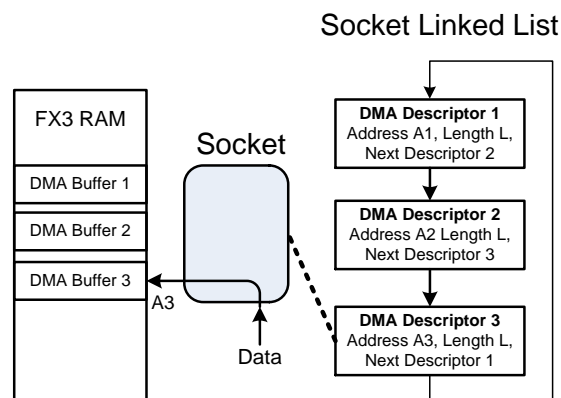 Socket Linked List
FX3 RAM
DMA Buffer 1
DMA Buffer 2
DMA Buffer 3
Socket
A3
Data
DMA Descriptor 1
Address A1, Length L,
Next Descriptor 2
DMA Descriptor 2
Address A2 Length L,
Next Descriptor 3
DMA Descriptor 3
Address A3, Length L,
Next Descriptor 1